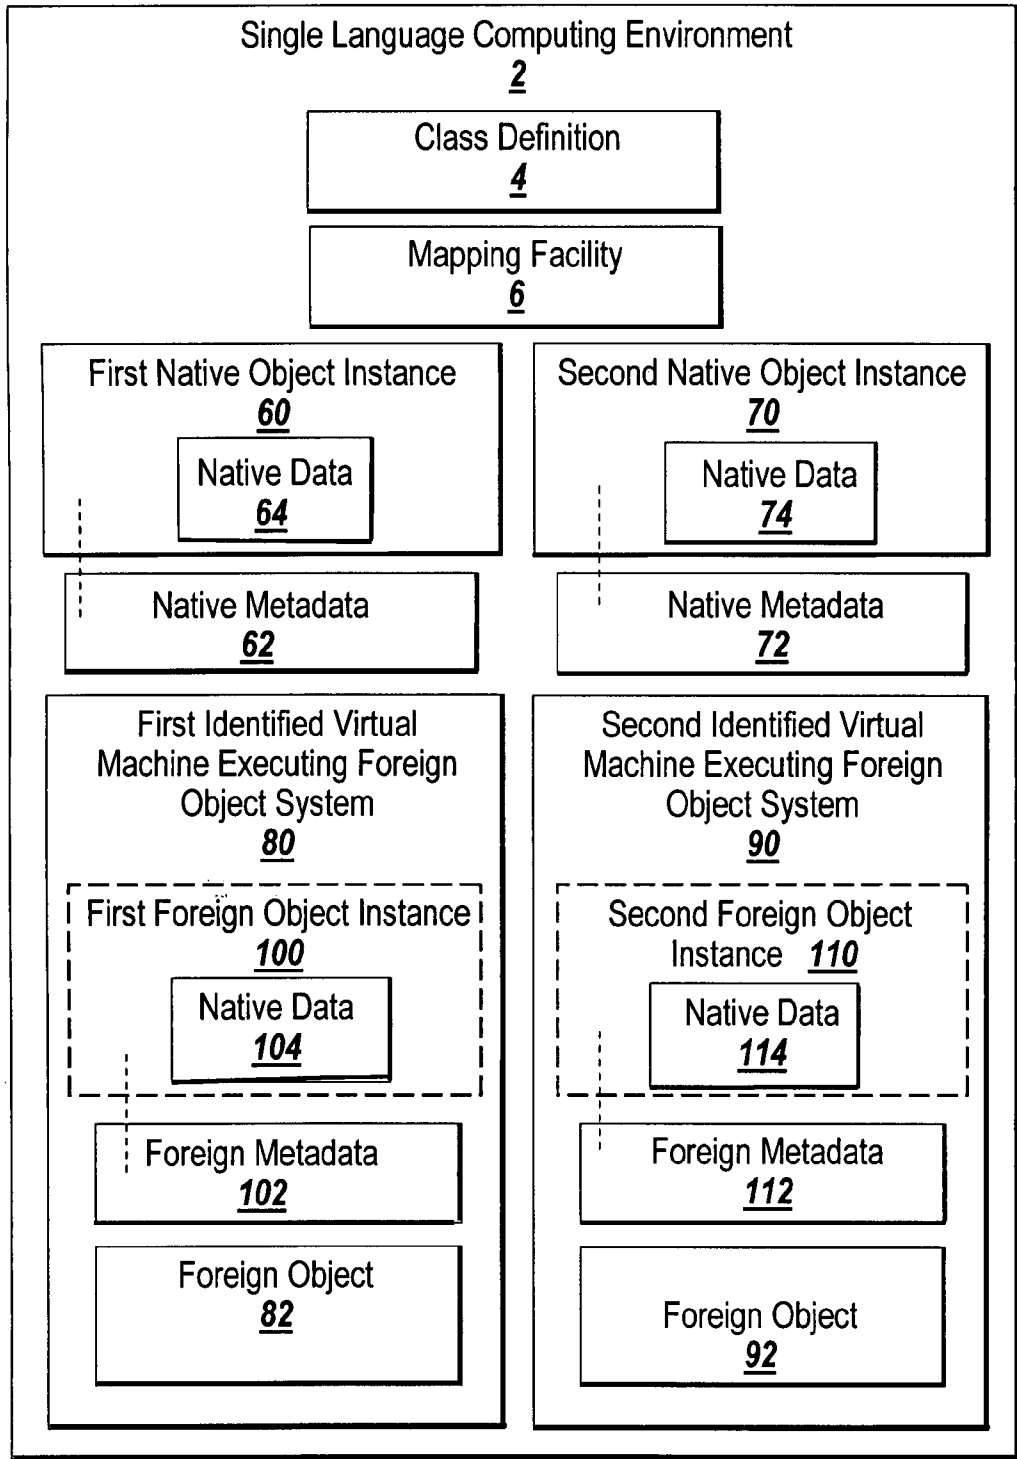 Single Language Computing Environment
2
Class Definition
4
Mapping Facility
6
First Native Object Instance
60
Native Data
64
Native Metadata
62
Second Native Object Instance
70
Native Data
74
Native Metadata
72
First Identified Virtual
Machine Executing Foreign
Object System
80
First Foreign Object Instance
100
Native Data
104
Foreign Metadata
102
Foreign Object
82
Second Identified Virtual
Machine Executing Foreign
Object System
90
Second Foreign Object
Instance 110
Native Data
114
Foreign Metadata
112
Foreign Object
92